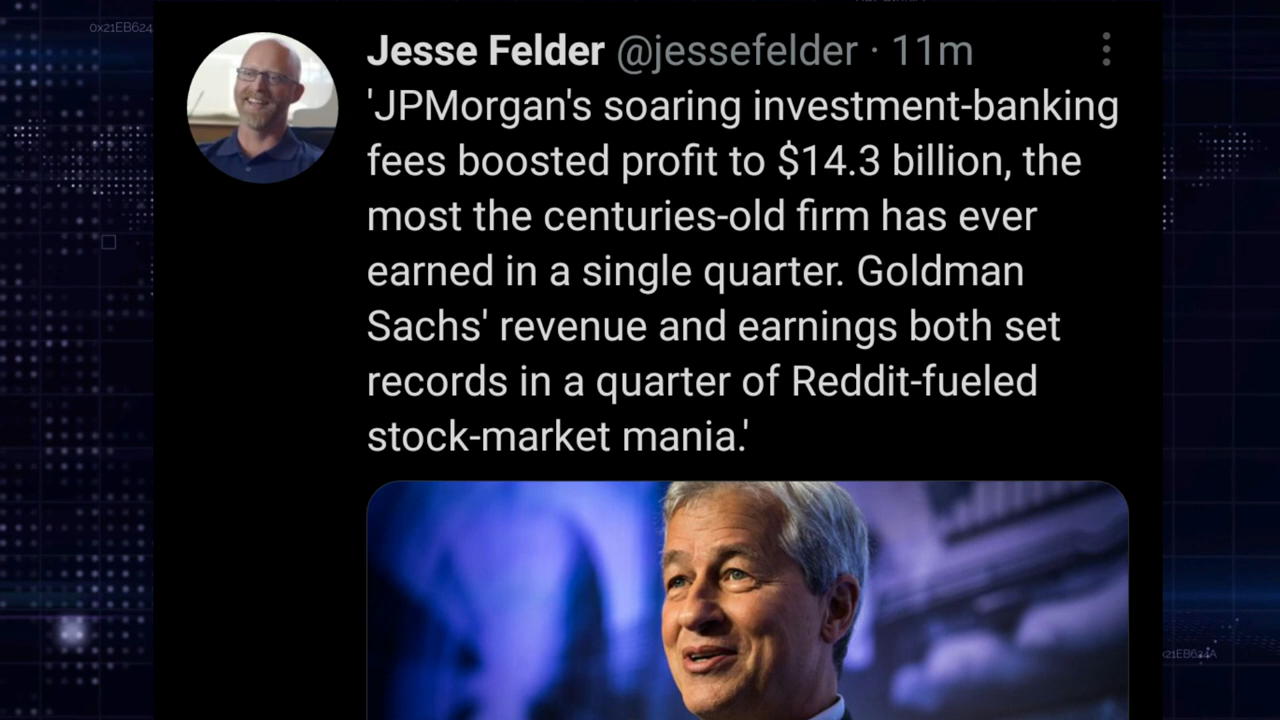 0x21EB624
Jesse Felder @jessefelder · 11m
'JPMorgan's soaring investment-banking
fees boosted profit to $14.3 billion, the
most the centuries-old firm has ever
earned in a single quarter. Goldman
Sachs' revenue and earnings both set
records in a quarter of Reddit-fueled
stock-market mania.'
x21EB624A